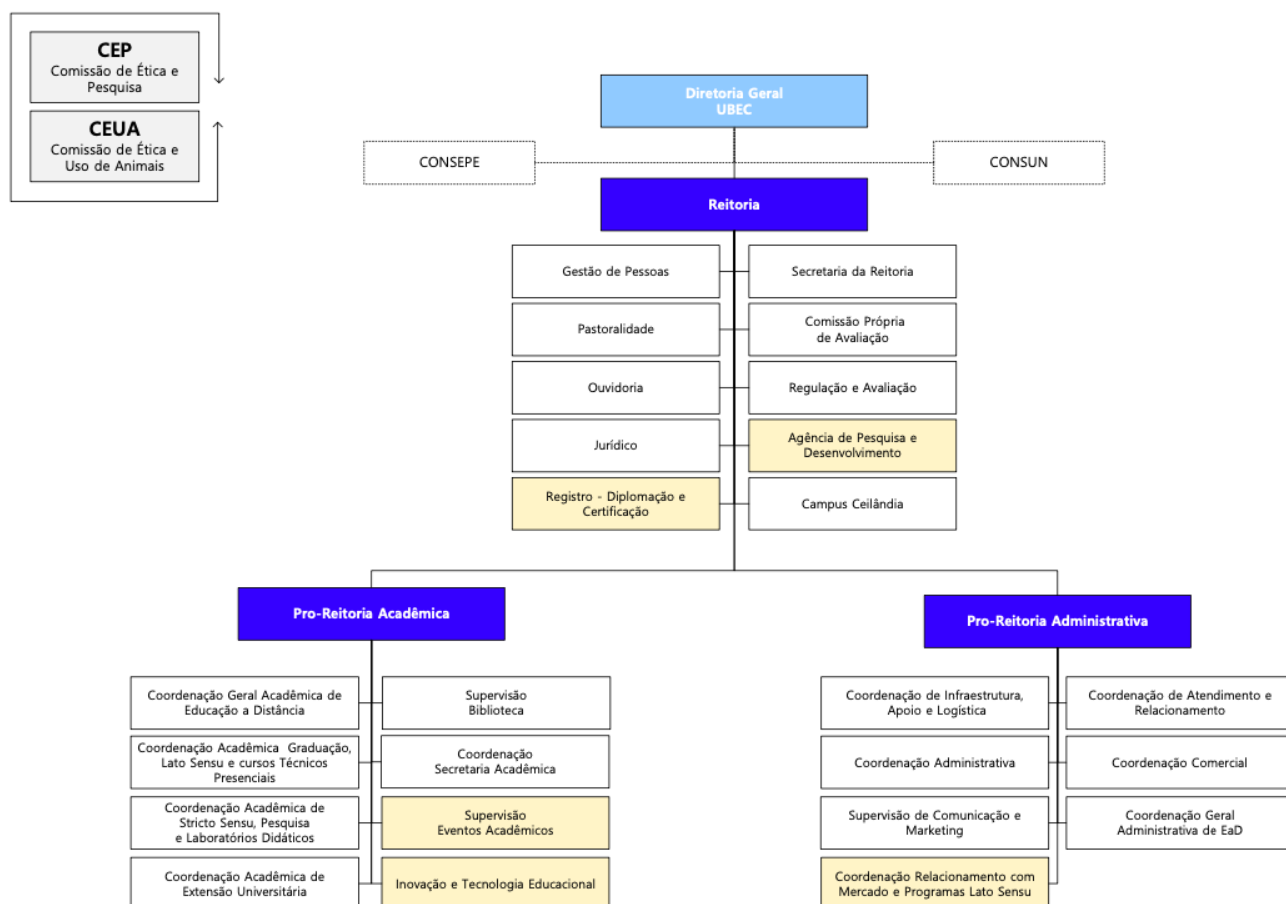 CEP
Comissão de Ética e
Pesquisa
CEUA
Comissão de Ética e
Uso de Animais
Diretoria Geral
UBEC
CONSEPE
CONSUN
Reitoria
Gestão de Pessoas
Secretaria da Reitoria
Pastoralidade
Comissão Própria
de Avaliação
Ouvidoria
Regulação e Avaliação
Jurídico
Agência de Pesquisa e
Desenvolvimento
Registro - Diplomação e
Certificação
Campus Ceilândia
Pro-Reitoria Acadêmica
Pro-Reitoria Administrativa
Coordenação Geral Acadêmica de
Educação a Distância
Supervisão
Biblioteca
Coordenação Acadêmica Graduação,
Lato Sensu e cursos Técnicos
Presenciais
Coordenação
Secretaria Acadêmica
Coordenação Acadêmica de
Stricto Sensu, Pesquisa
e Laboratórios Didáticos
Supervisão
Eventos Acadêmicos
Coordenação Acadêmica de
Extensão Universitária
Inovação e Tecnologia Educacional
Coordenação de Infraestrutura,
Apoio e Logística
Coordenação de Atendimento e
Relacionamento
Coordenação Administrativa
Coordenação Comercial
Supervisão de Comunicação e
Marketing
Coordenação Geral
Administrativa de EaD
Coordenação Relacionamento com
Mercado e Programas Lato Sensu